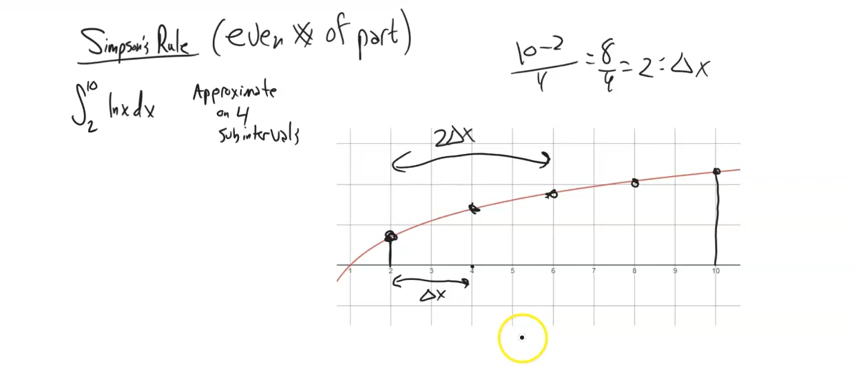 Simpson's Rule (even # of part)
10-2/4 = 8/4 = 2 = Δx
∫₂¹⁰ lnx dx
Approximate
on 4
subintervals
2Δx
1 2 3 4 5 6 7 8 9 10
Δx